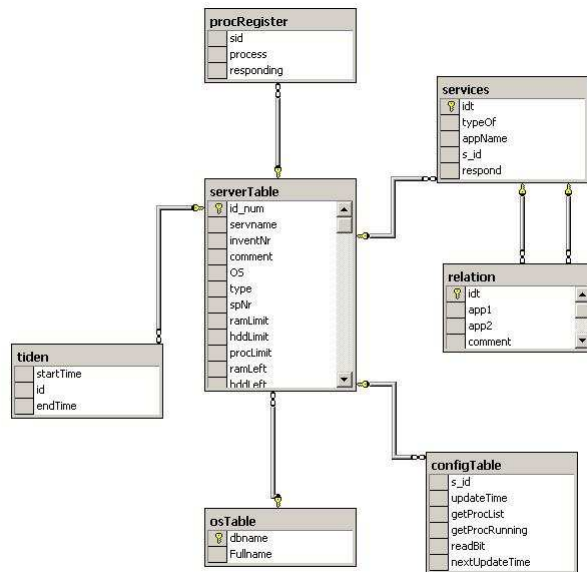 procRegister
sid
process
responding
services
idt
typeOf
appName
s_id
respond
serverTable
id_num
servname
inventNr
comment
OS
type
spNr
ramLimit
hddLimit
procLimit
ramLeft
hddLeft
relation
idt
app1
app2
comment
tiden
startTime
id
endTime
configTable
s_id
updateTime
getProcList
getProcRunning
readBit
nextUpdateTime
osTable
dbname
Fullname